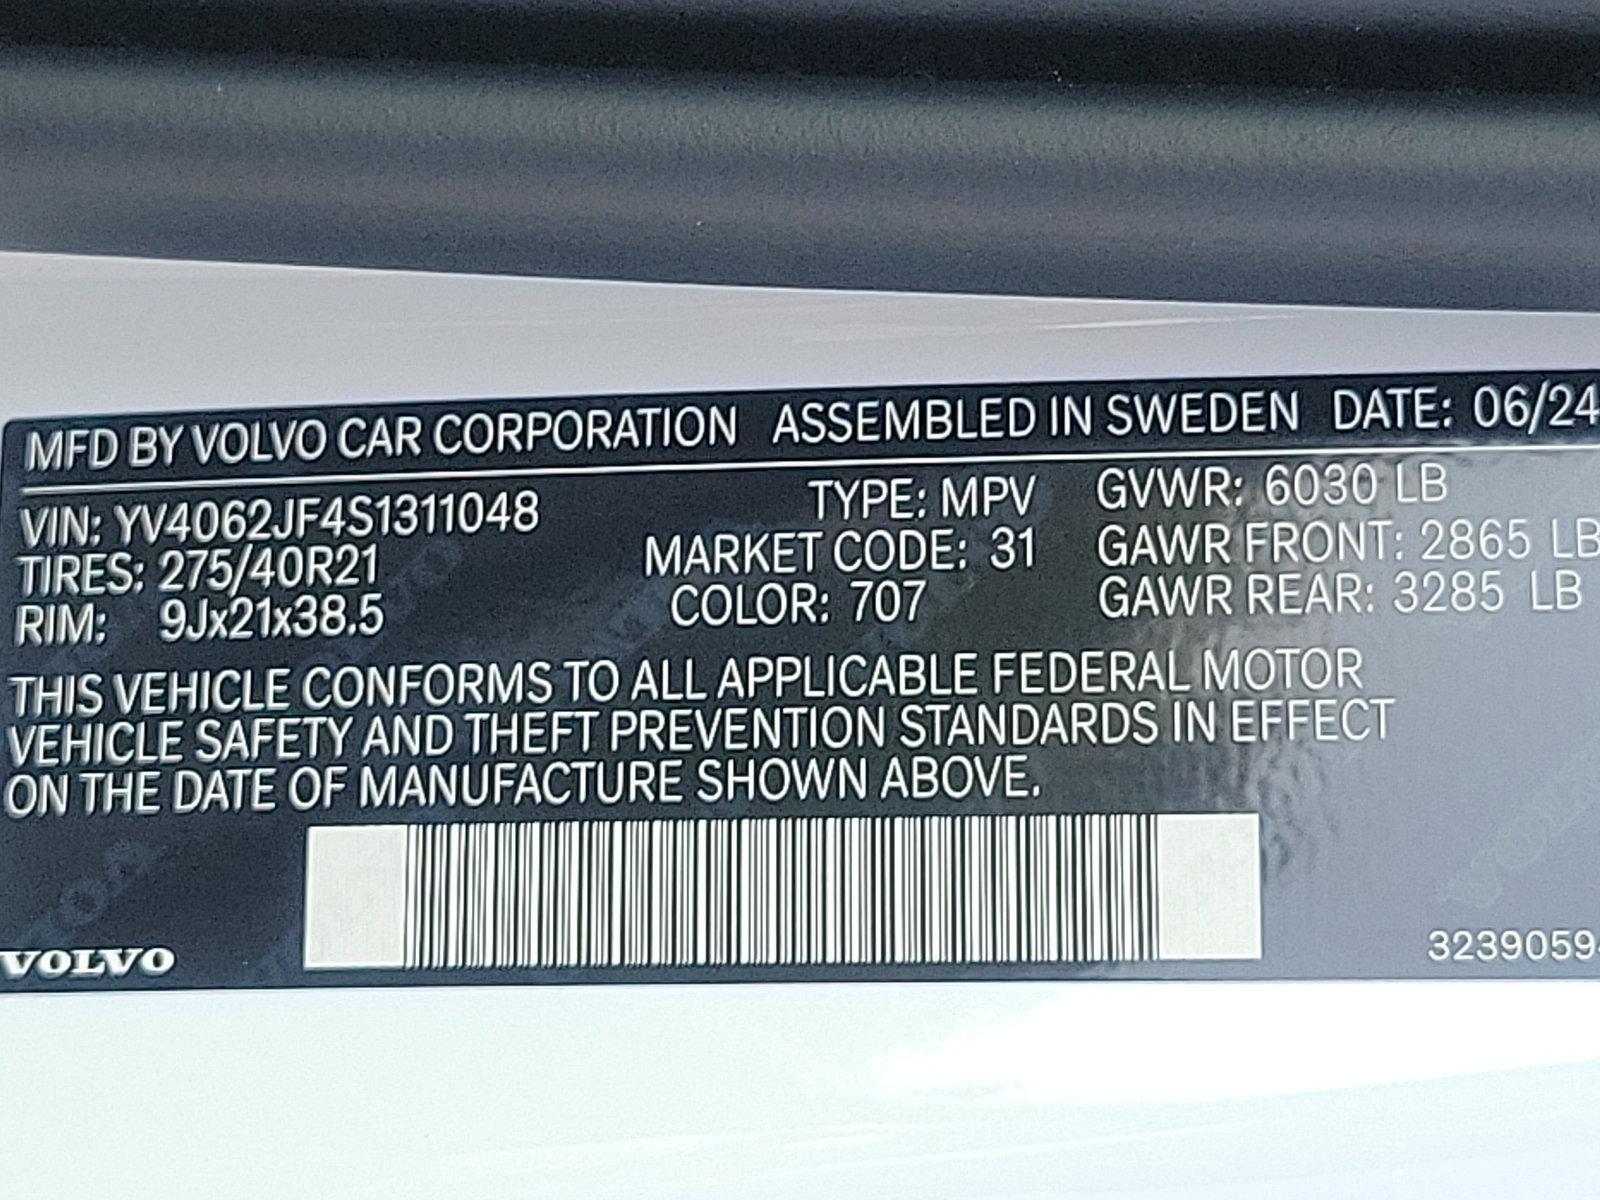 MFD BY VOLVO CAR CORPORATION ASSEMBLED IN SWEDEN DATE: 06/24
VIN: YV4062JF4S1311048 TYPE: MPV GVWR: 6030 LB
TIRES: 275/40R21 MARKET CODE: 31 GAWR FRONT: 2865 LB
RIM: 9Jx21x38.5 COLOR: 707 GAWR REAR: 3285 LB
THIS VEHICLE CONFORMS TO ALL APPLICABLE FEDERAL MOTOR
VEHICLE SAFETY AND THEFT PREVENTION STANDARDS IN EFFECT
ON THE DATE OF MANUFACTURE SHOWN ABOVE.
VOLVO 32390594